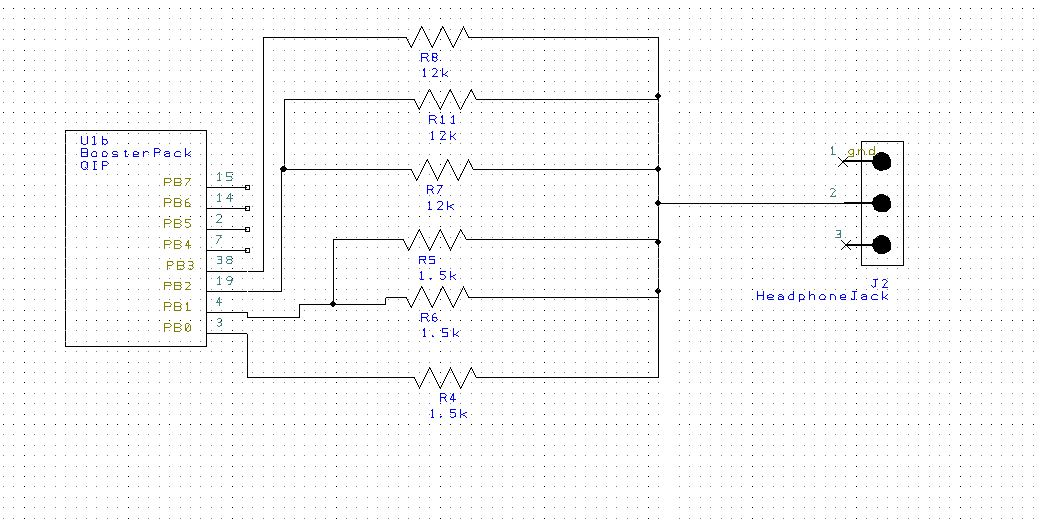 R8
12k
R11
12k
U1b
BoosterPack
QIP
PB7 15
PB6 14
PB5 2
PB4 7
PB3 38
PB2 19
PB1 4
PB0 3
R7
12k
R5
1.5k
R6
1.5k
R4
1.5k
1 gnd
2
3
J2
HeadphoneJack